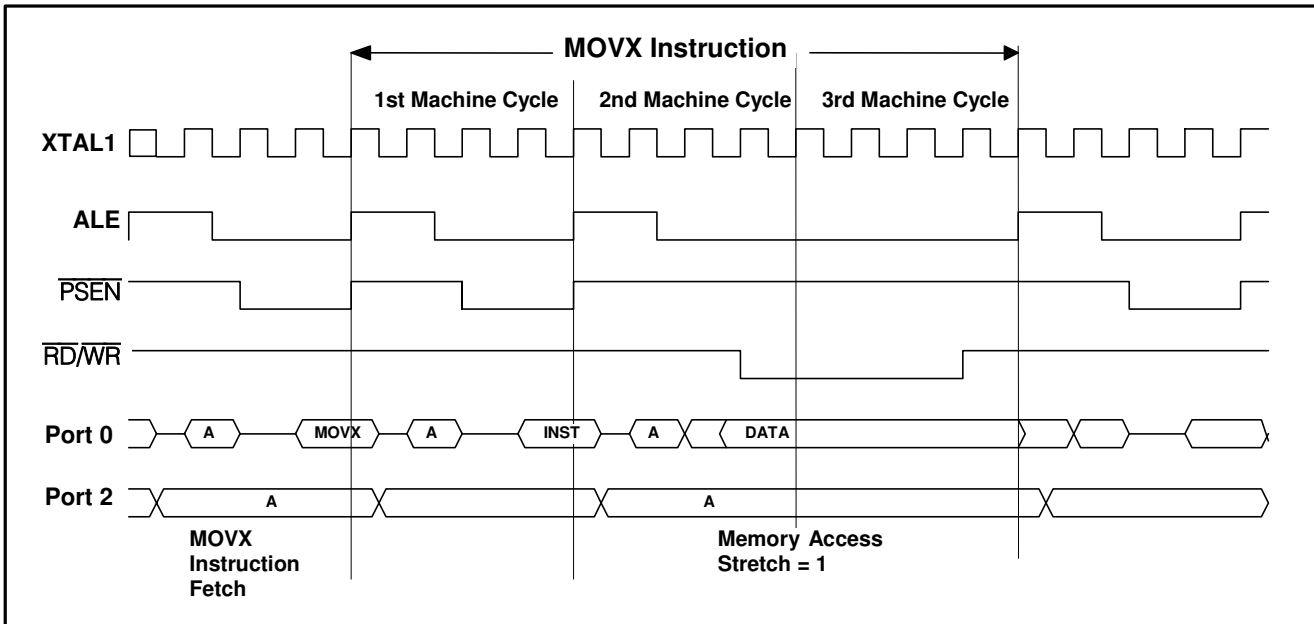 MOVX Instruction
1st Machine Cycle 2nd Machine Cycle 3rd Machine Cycle
XTAL1
ALE
PSEN
RD/WR
Port 0 A MOVX A INST A DATA
Port 2 A A
MOVX
Instruction
Fetch
Memory Access
Stretch = 1